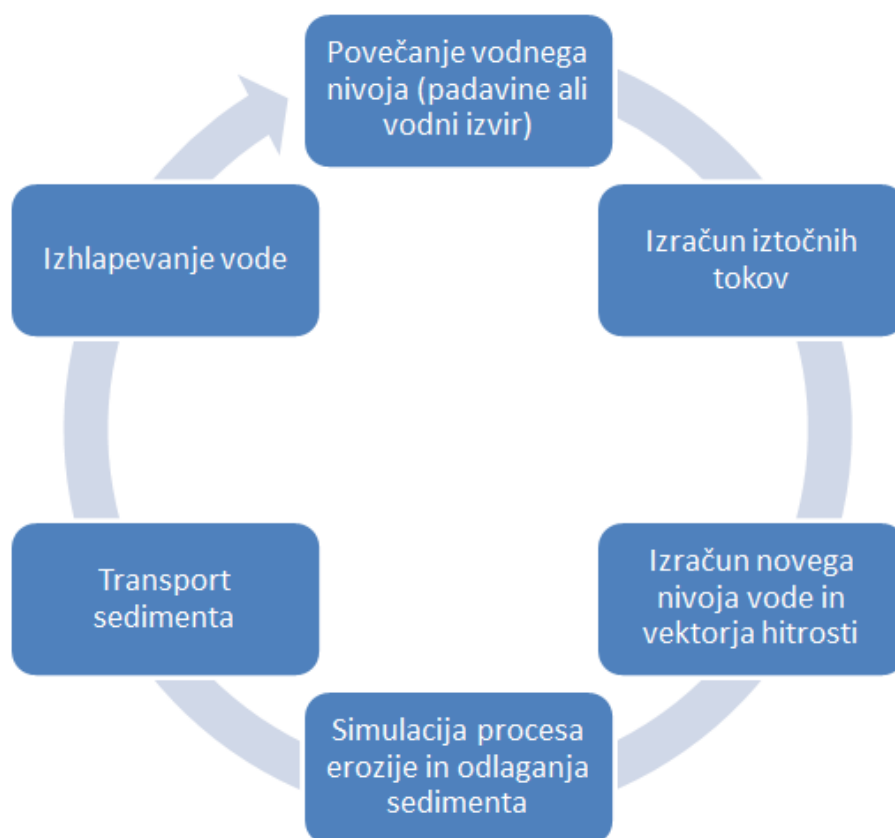 Povečanje vodnega
nivoja (padavine ali
vodni izvir)
Izračun iztočnih
tokov
Izračun novega
nivoja vode in
vektorja hitrosti
Simulacija procesa
erozije in odlaganja
sedimenta
Transport
sedimenta
Izhlapevanje vode